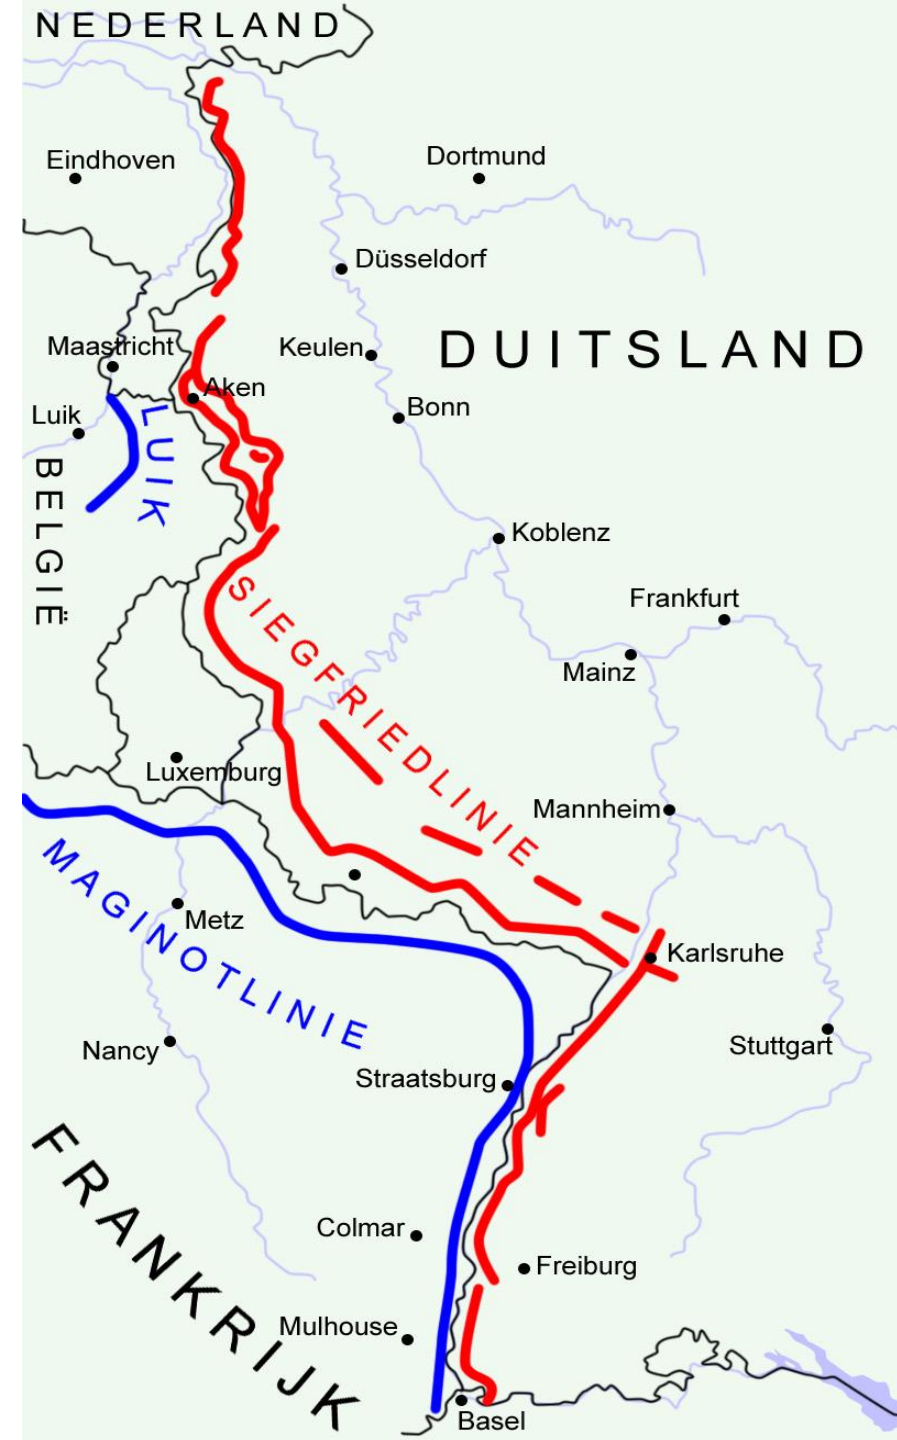 NEDERLAND
Eindhoven
Dortmund
Düsseldorf
Maastricht
Keulen
DUITSLAND
Aken
Luik
LUIK
Bonn
BELGIË
Koblenz
SIEGFRIEDLINIE
Frankfurt
Mainz
Luxemburg
Mannheim
MAGINOTLINIE
Metz
Karlsruhe
Nancy
Stuttgart
Straatsburg
FRANKRIJK
Colmar
Freiburg
Mulhouse
Basel